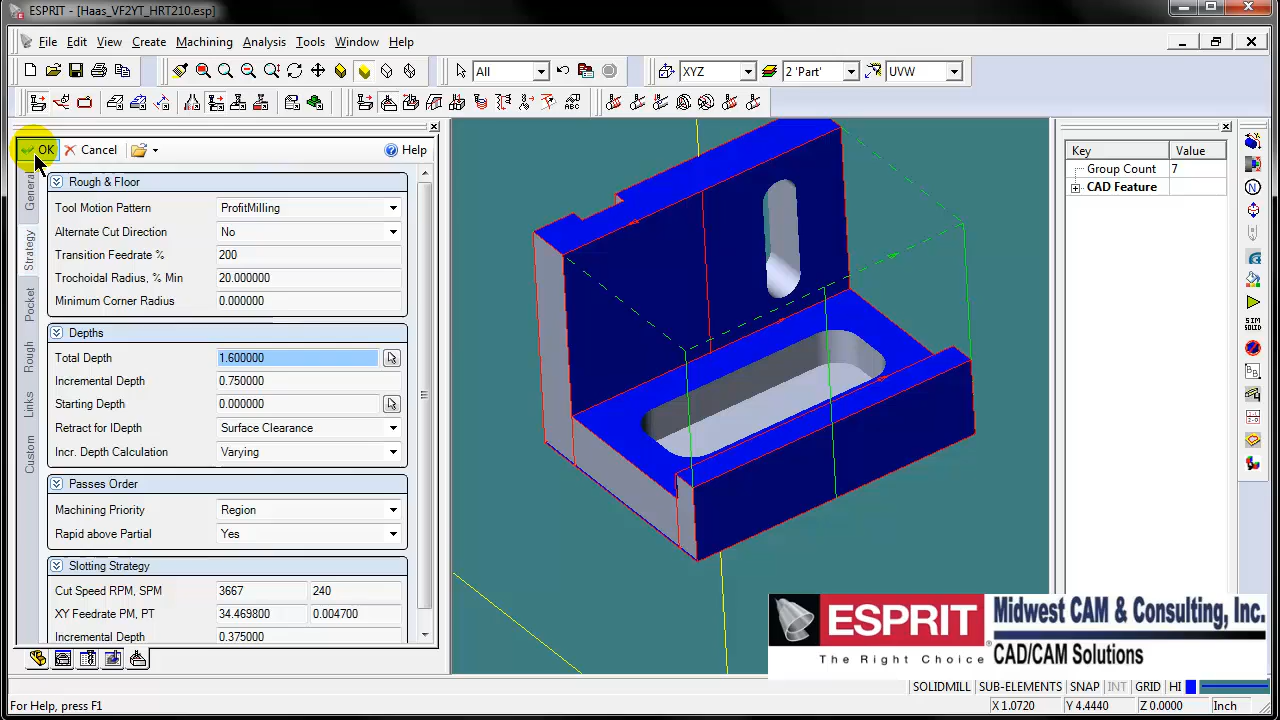 ESPRIT - [Haas_VF2YT_HRT210.esp]
File Edit View Create Machining Analysis Tools Window Help
All XYZ 2 'Part' UVW
OK Cancel Help
General
Strategy
Pocket
Rough
Links
Custom
Rough & Floor
Tool Motion Pattern ProfitMilling
Alternate Cut Direction No
Transition Feedrate % 200
Trochoidal Radius, % Min 20.000000
Minimum Corner Radius 0.000000
Depths
Total Depth 1.600000
Incremental Depth 0.750000
Starting Depth 0.000000
Retract for IDepth Surface Clearance
Incr. Depth Calculation Varying
Passes Order
Machining Priority Region
Rapid above Partial Yes
Slotting Strategy
Cut Speed RPM, SPM 3667 240
XY Feedrate PM, PT 34.469800 0.004700
Incremental Depth 0.375000
Key Value
Group Count 7
CAD Feature
SIM
SOLID
ESPRIT
The Right Choice
Midwest CAM & Consulting, Inc.
CAD/CAM Solutions
SOLIDMILL SUB-ELEMENTS SNAP INT GRID HI
For Help, press F1 X 1.0720 Y 4.4440 Z 0.0000 Inch